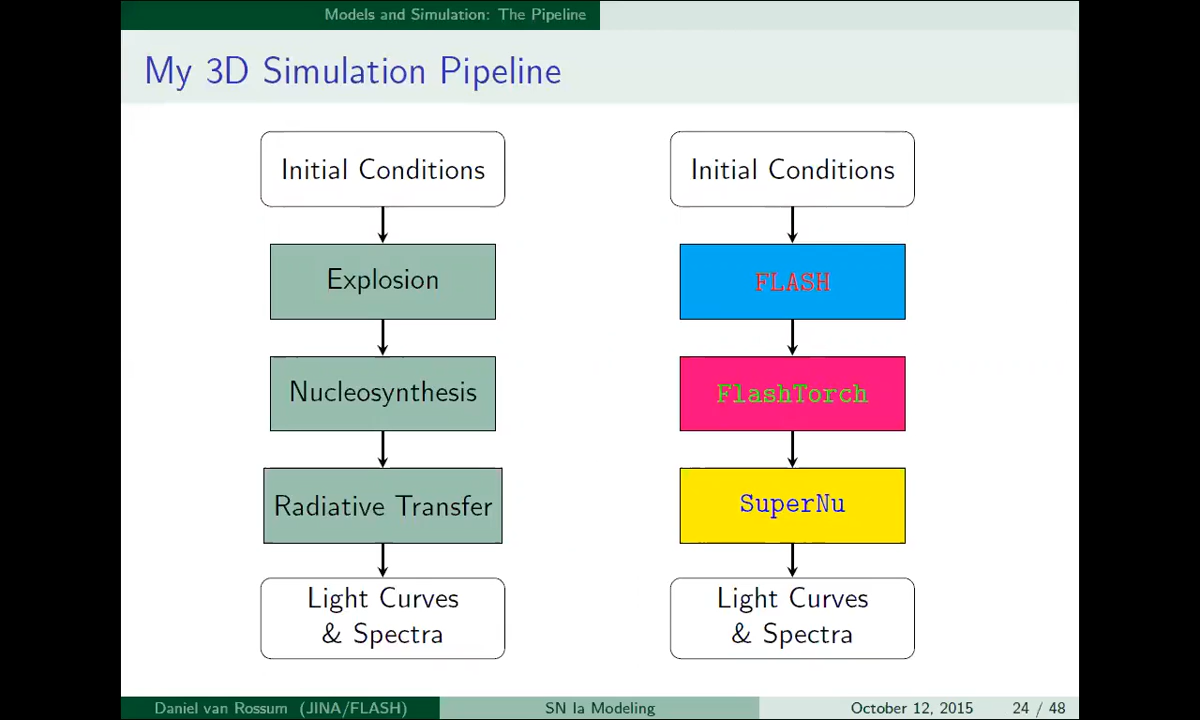 Models and Simulation: The Pipeline
My 3D Simulation Pipeline
Initial Conditions
Explosion
Nucleosynthesis
Radiative Transfer
Light Curves
& Spectra
Initial Conditions
FLASH
FlashTorch
SuperNu
Light Curves
& Spectra
Daniel van Rossum (JINA/FLASH)
SN Ia Modeling
October 12, 2015
24 / 48